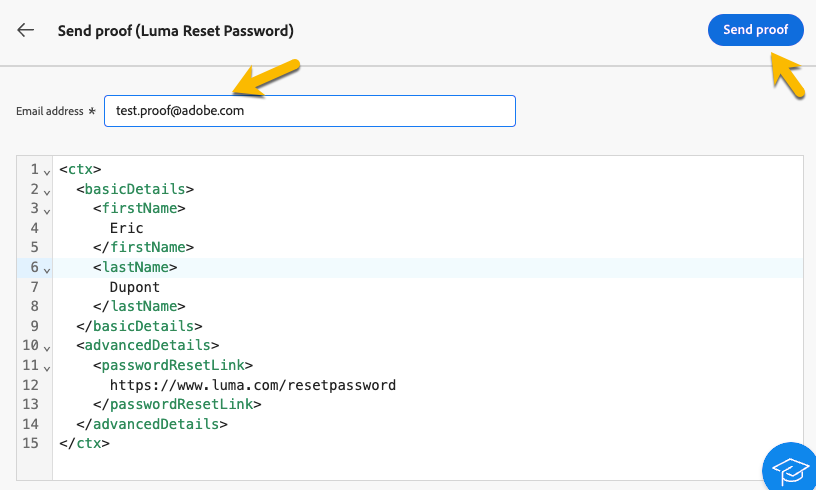 Send proof (Luma Reset Password)
Send proof
Email address *
test.proof@adobe.com
1 <ctx>
2 <basicDetails>
3 <firstName>
4 Eric
5 </firstName>
6 <lastName>
7 Dupont
8 </lastName>
9 </basicDetails>
10 <advancedDetails>
11 <passwordResetLink>
12 https://www.luma.com/resetpassword
13 </passwordResetLink>
14 </advancedDetails>
15 </ctx>